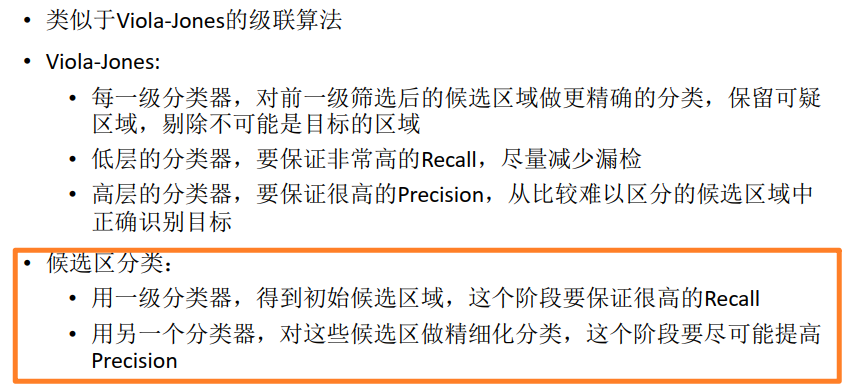 • 类似于Viola-Jones的级联算法
• Viola-Jones:
• 每一级分类器，对前一级筛选后的候选区域做更精确的分类，保留可疑
区域，剔除不可能是目标的区域
• 低层的分类器，要保证非常高的Recall，尽量减少漏检
• 高层的分类器，要保证很高的Precision，从比较难以区分的候选区域中
正确识别目标
• 候选区分类：
• 用一级分类器，得到初始候选区域，这个阶段要保证很高的Recall
• 用另一个分类器，对这些候选区做精细化分类，这个阶段要尽可能提高
Precision